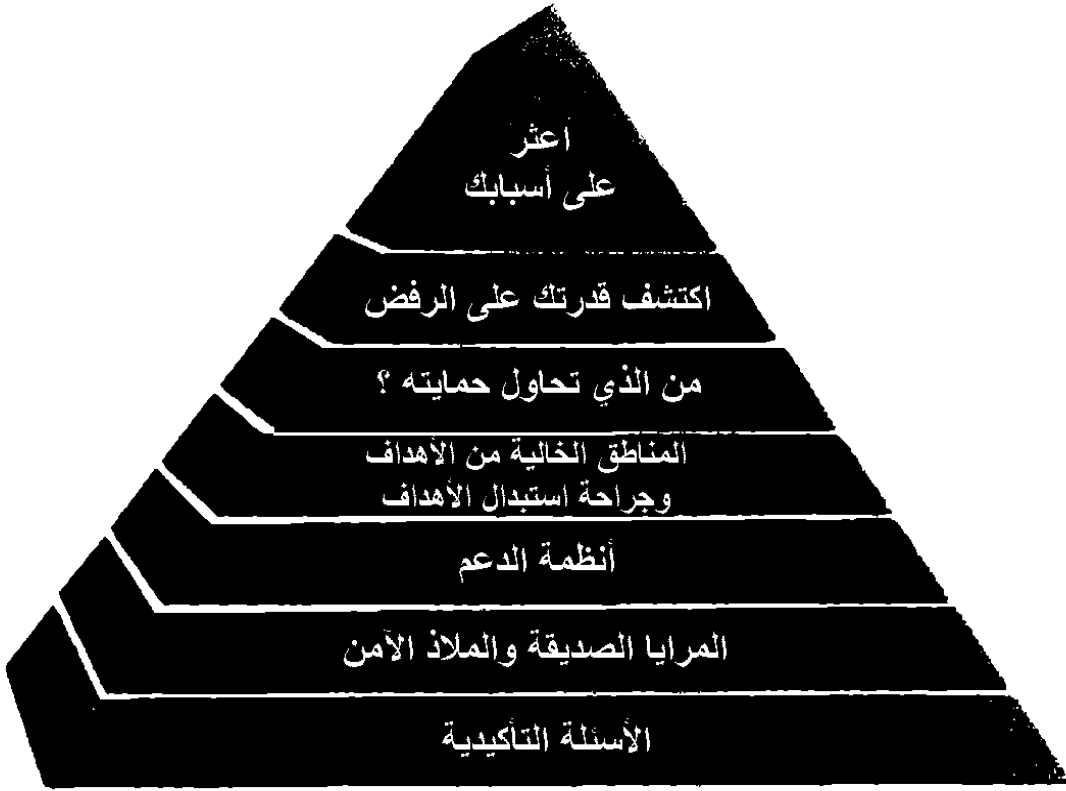 أعثر
على أسبابك
اكتشف قدرتك على الرفض
من الذي تحاول حمايته ؟
المناطق الخالية من الأهداف
وجراحة استبدال الأهداف
أنظمة الدعم
المرايا الصديقة والملاذ الآمن
الأسئلة التأكيدية